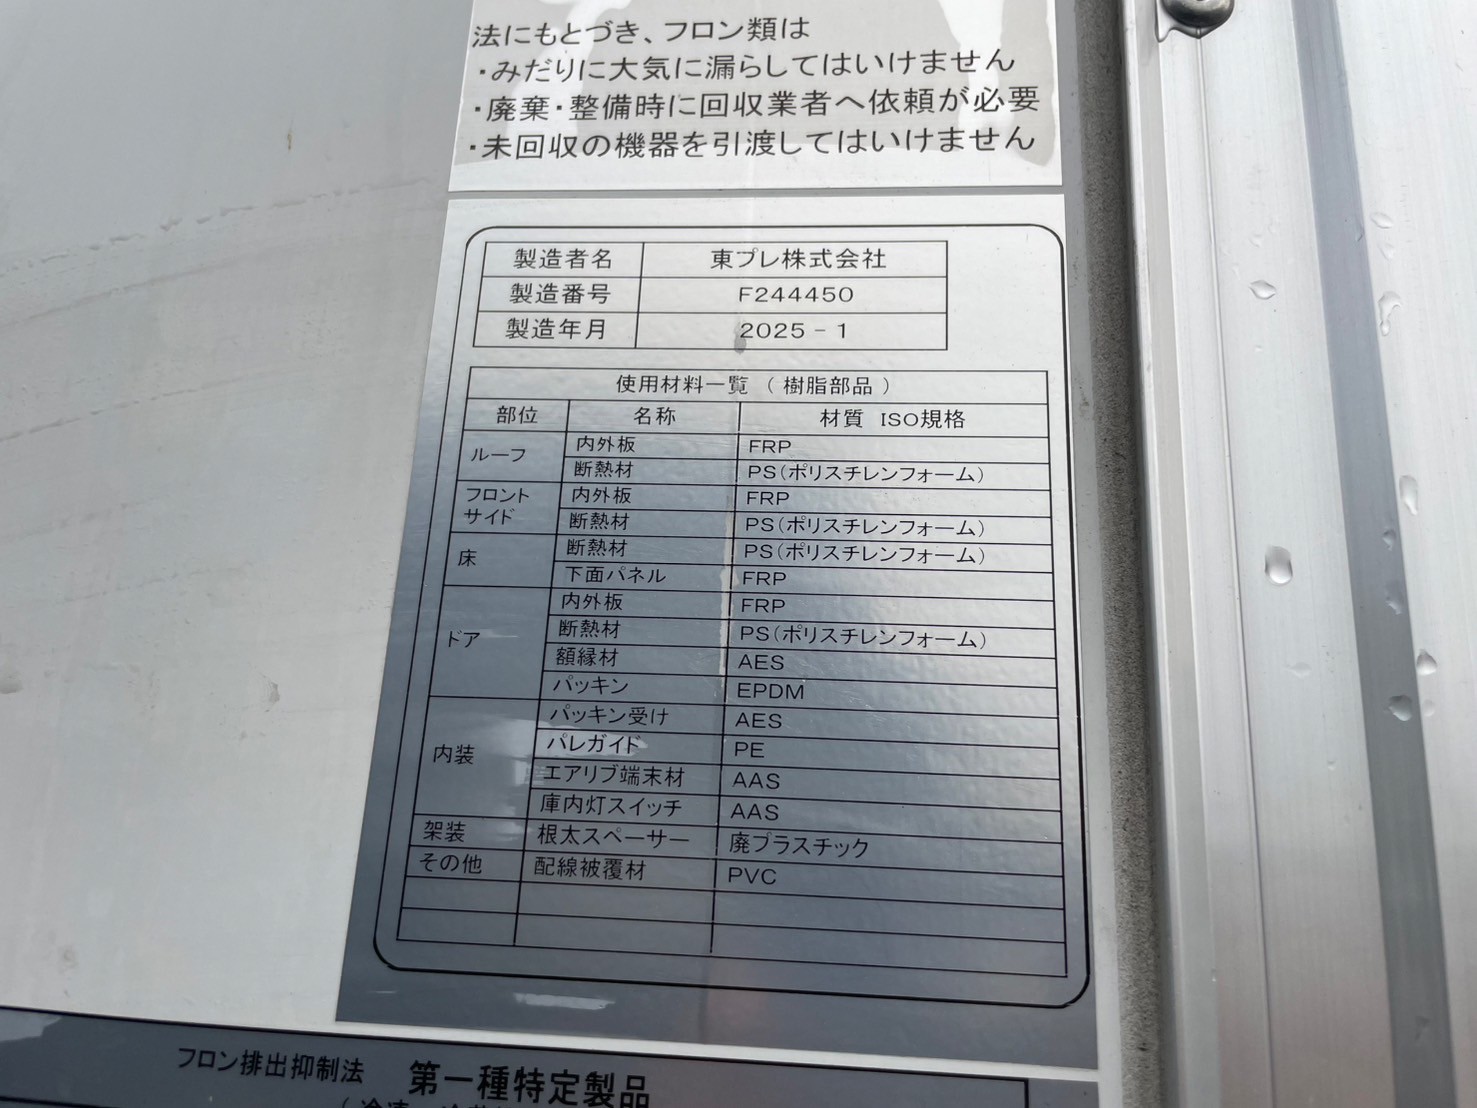 法にもとづき、フロン類は
・みだりに大気に漏らしてはいけません
・廃棄・整備時に回収業者へ依頼が必要
・未回収の機器を引渡してはいけません
製造者名 東プレ株式会社
製造番号 F244450
製造年月 2025-1
使用材料一覧（樹脂部品）
部位 名称 材質 ISO規格
ルーフ 内外板 FRP
断熱材 PS(ポリスチレンフォーム)
フロント サイド 内外板 FRP
断熱材 PS(ポリスチレンフォーム)
床 断熱材 PS(ポリスチレンフォーム)
下面パネル FRP
ドア 内外板 FRP
断熱材 PS(ポリスチレンフォーム)
額縁材 AES
パッキン EPDM
内装 パッキン受け AES
パレガイド PE
エアリブ端末材 AAS
庫内灯スイッチ AAS
架装 根太スペーサー 廃プラスチック
その他 配線被覆材 PVC
フロン排出抑制法 第一種特定製品